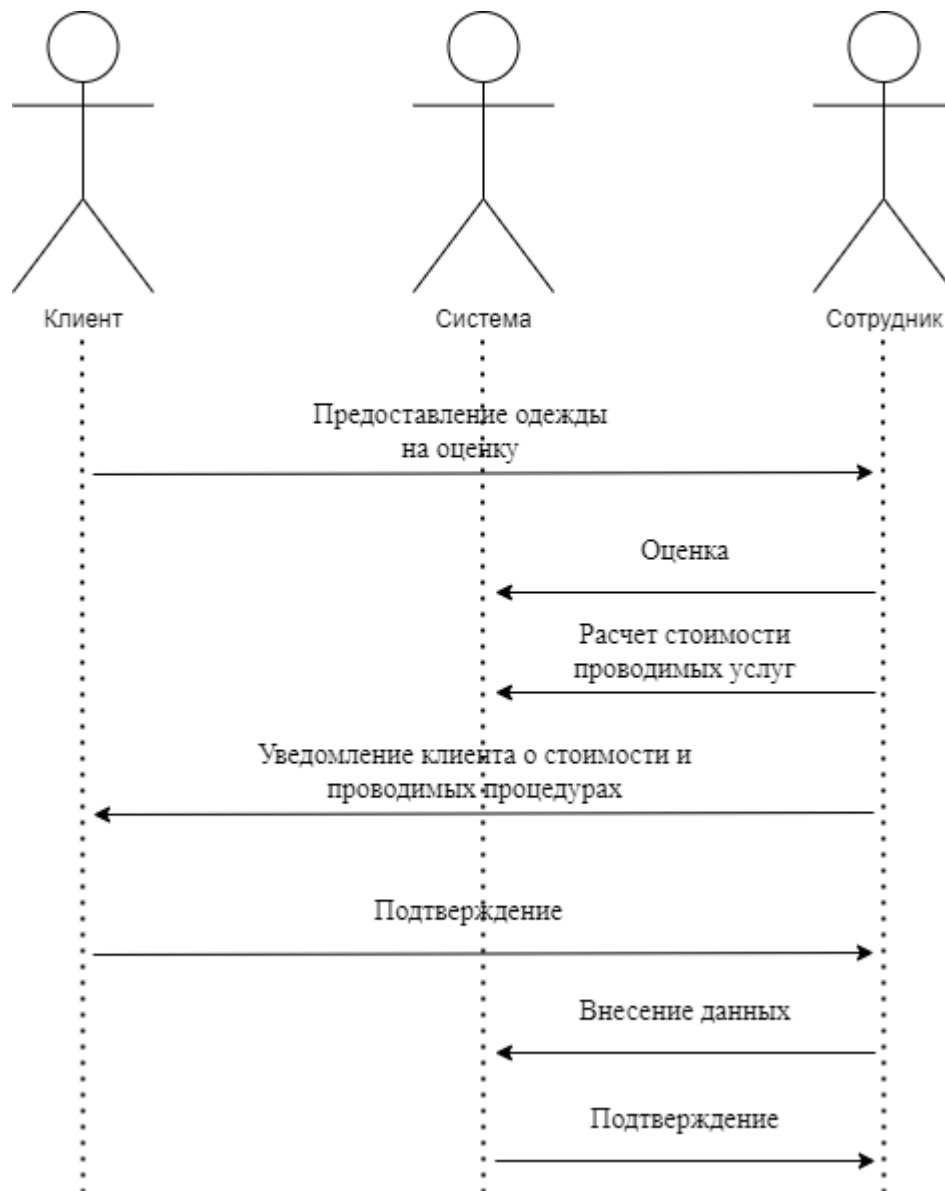 Клиент
Система
Сотрудник
Предоставление одежды
на оценку
Оценка
Расчет стоимости
проводимых услуг
Уведомление клиента о стоимости и
проводимых процедурах
Подтверждение
Внесение данных
Подтверждение